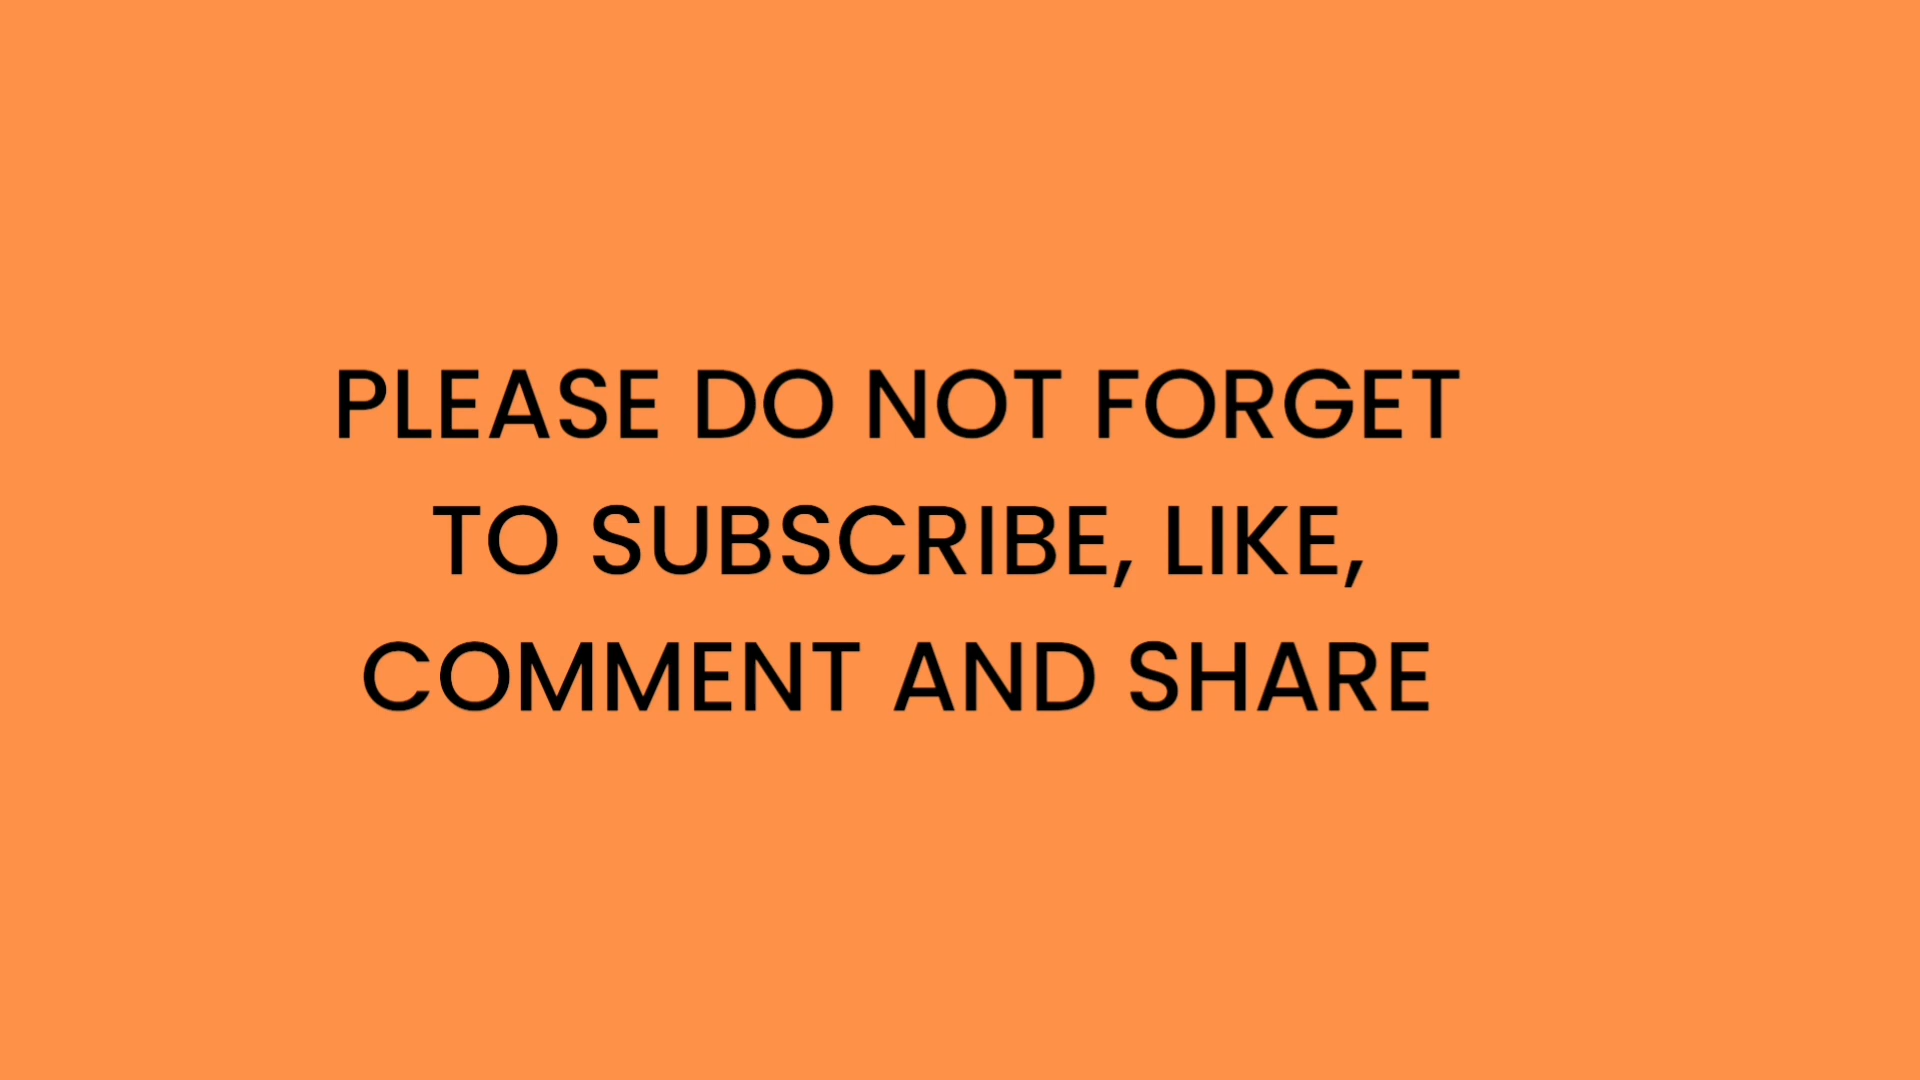 PLEASE DO NOT FORGET
TO SUBSCRIBE, LIKE,
COMMENT AND SHARE